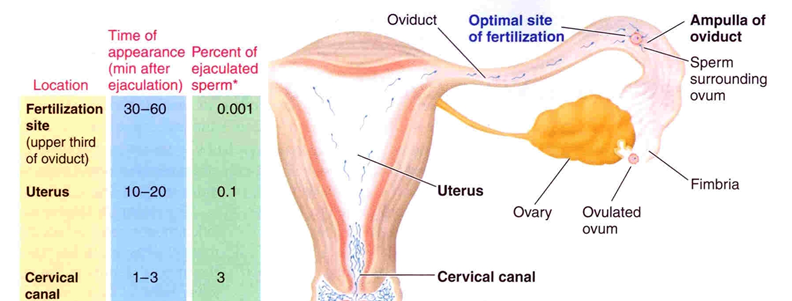 Time of
appearance
(min after
ejaculation)
Percent of
ejaculated
sperm*
Location
Fertilization
site
(upper third
of oviduct)
30–60
0.001
Uterus
10–20
0.1
Cervical
canal
1–3
3
Oviduct
Optimal site
of fertilization
Ampulla of
oviduct
Sperm
surrounding
ovum
Uterus
Ovary
Ovulated
ovum
Fimbria
Cervical canal